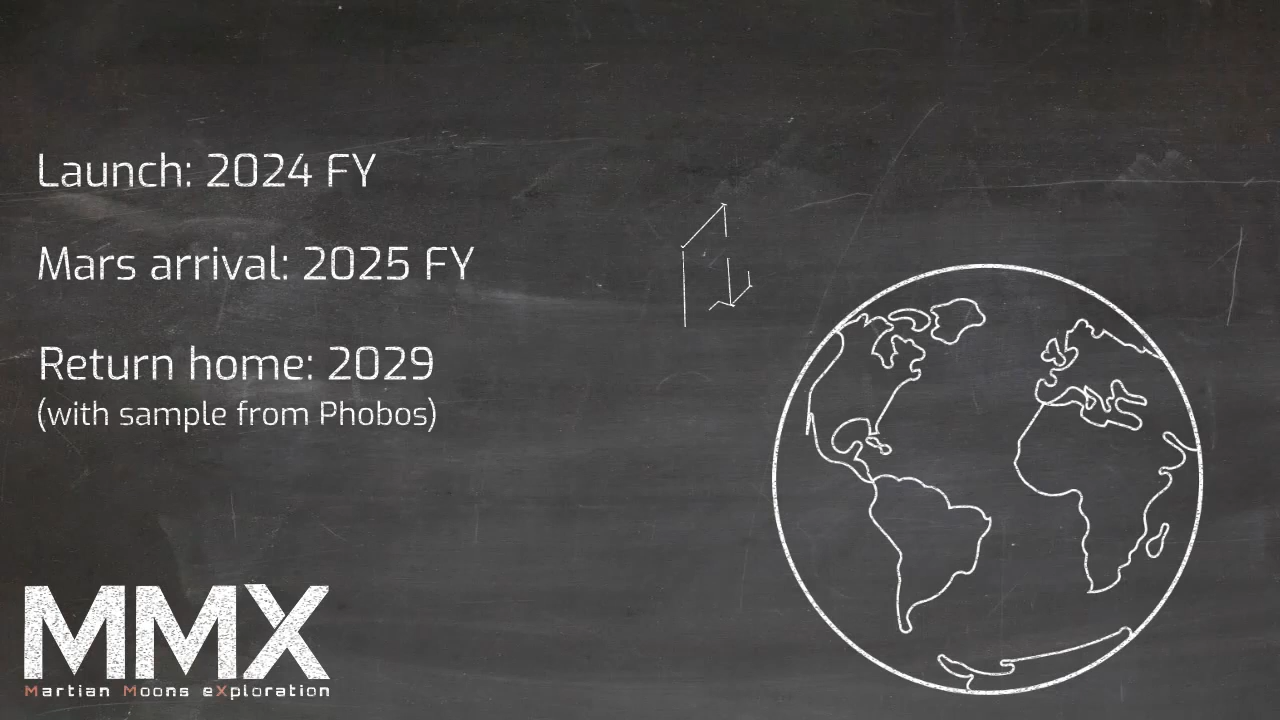 Launch: 2024 FY
Mars arrival: 2025 FY
Return home: 2029
(with sample from Phobos)
MMX
Martian Moons eXploration